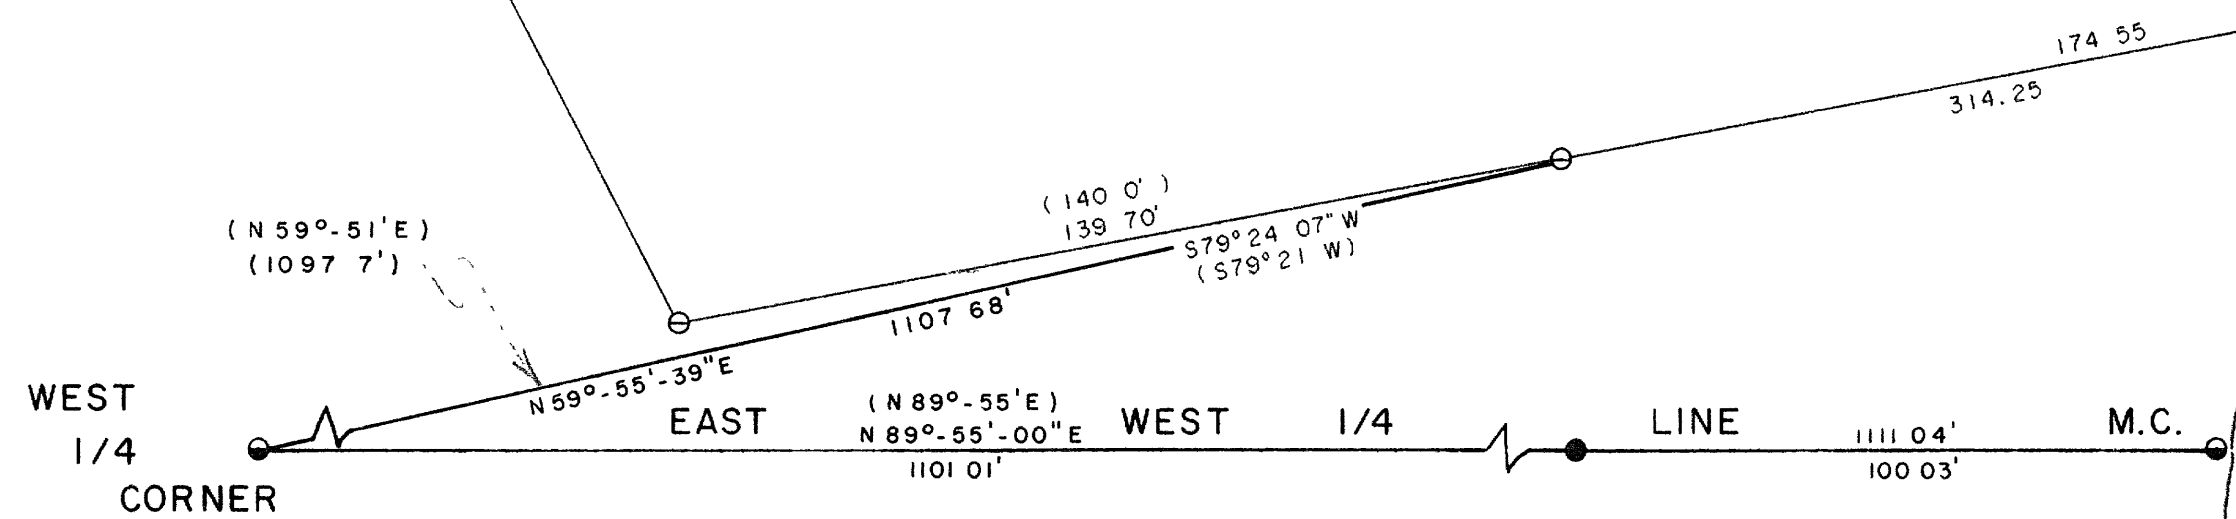 174 55
314.25
( 140 0' )
139 70'
S79° 24 07" W
( S79° 21 W )
( N 59°-51' E )
( 1097 7' )
1107 68'
N 59°-55'-39" E
WEST
1/4
CORNER
EAST
( N 89°-55' E )
N 89°-55'-00" E
1101 01'
WEST 1/4 LINE
1111 04'
100 03'
M.C.